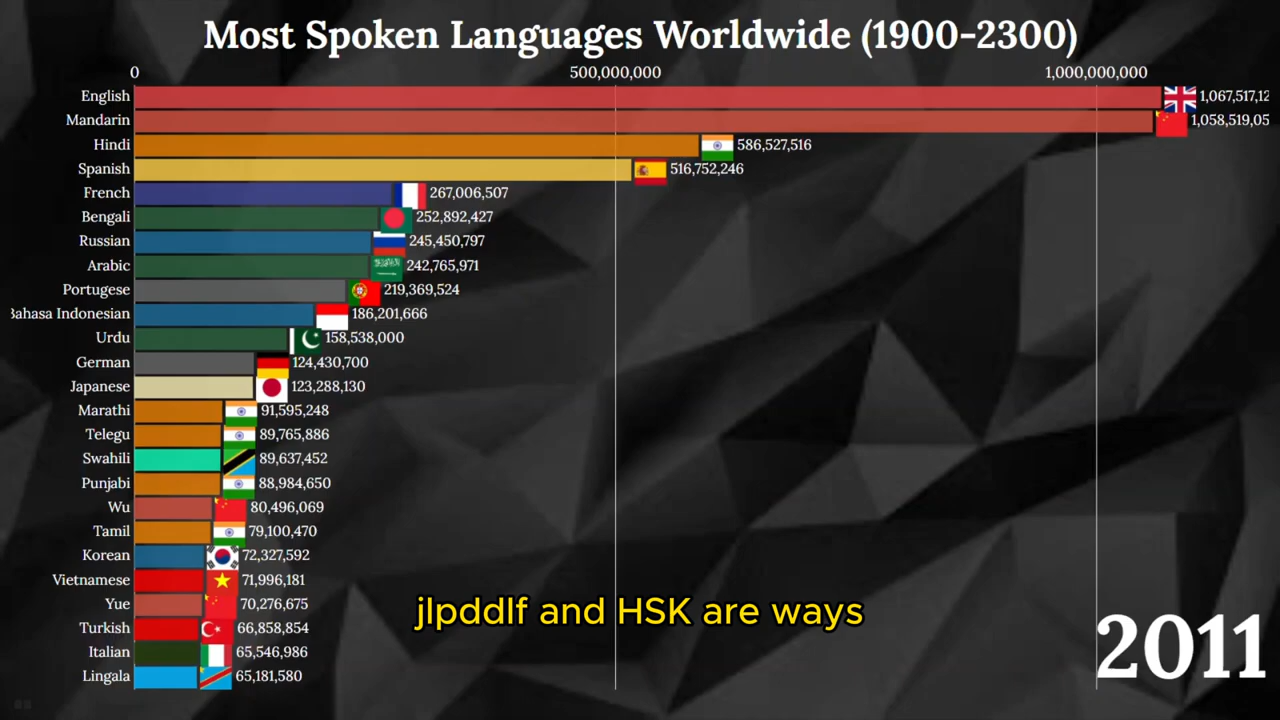 Most Spoken Languages Worldwide (1900-2300)
0 500,000,000 1,000,000,000
English 1,067,517,12
Mandarin 1,058,519,05
Hindi 586,527,516
Spanish 516,752,246
French 267,006,507
Bengali 252,892,427
Russian 245,450,797
Arabic 242,765,971
Portugese 219,369,524
Bahasa Indonesian 186,201,666
Urdu 158,538,000
German 124,430,700
Japanese 123,288,130
Marathi 91,595,248
Telegu 89,765,886
Swahili 89,637,452
Punjabi 88,984,650
Wu 80,496,069
Tamil 79,100,470
Korean 72,327,592
Vietnamese 71,996,181
Yue 70,276,675
Turkish 66,858,854
Italian 65,546,986
Lingala 65,181,580
jlpddlf and HSK are ways
2011